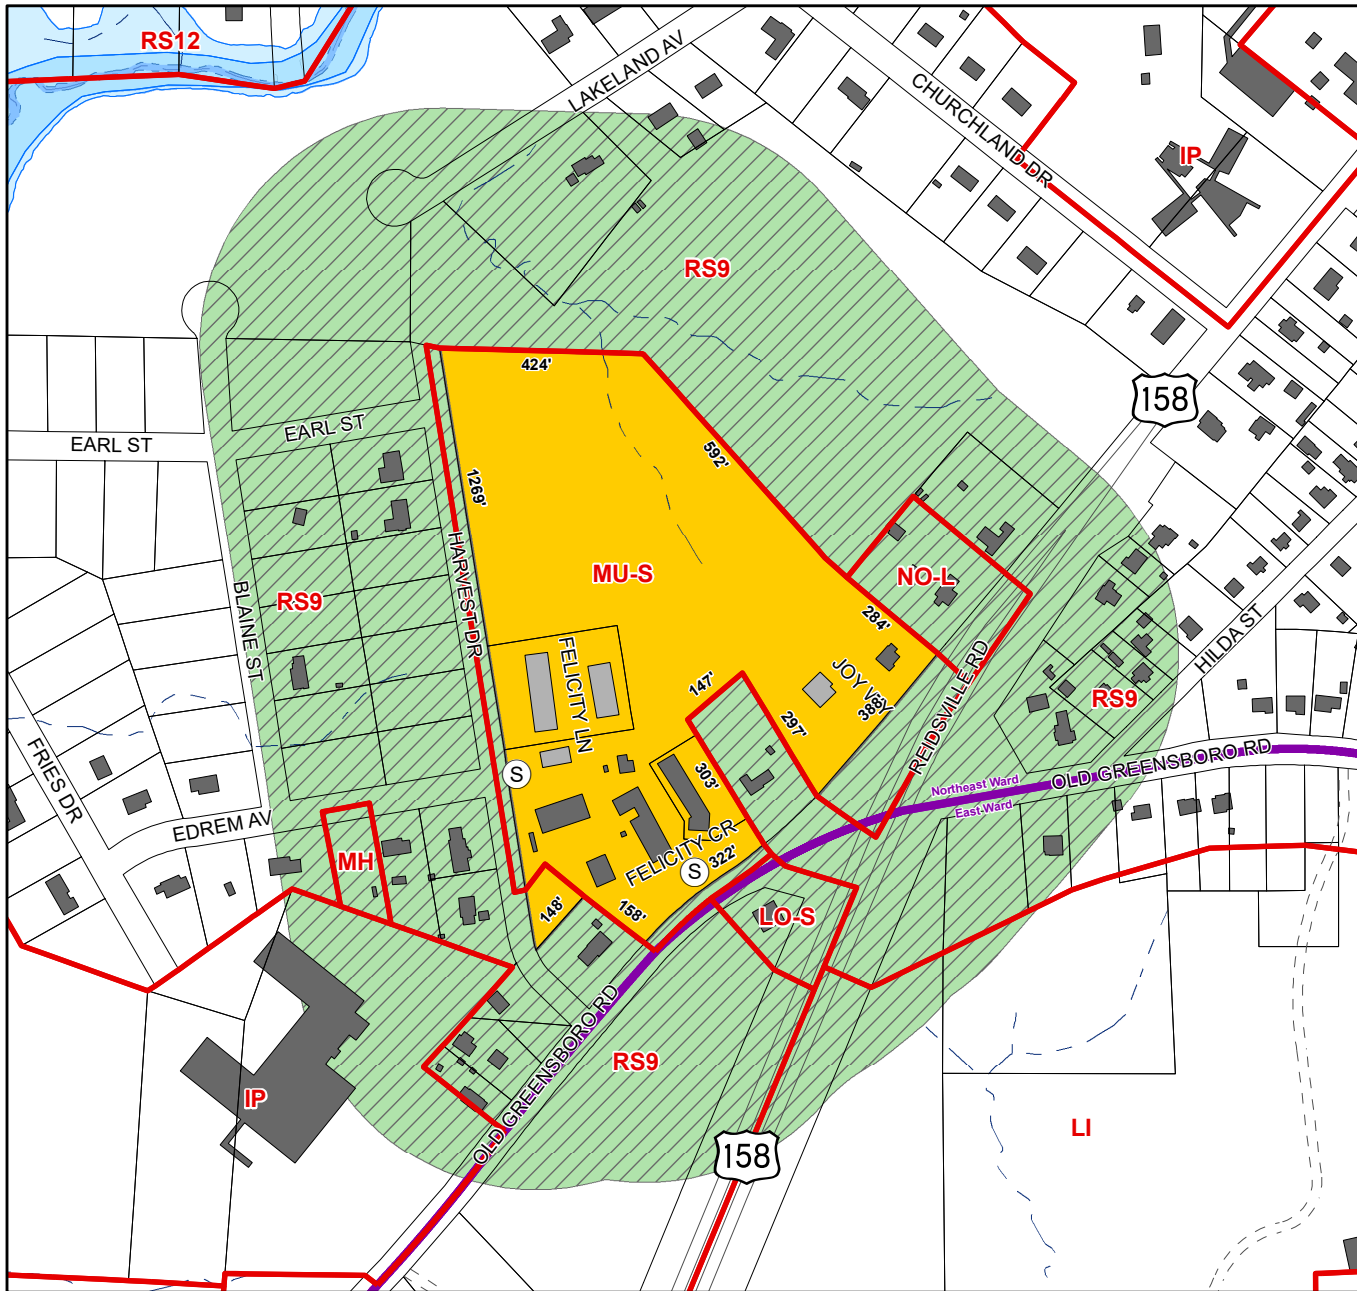 RS12
LAKELAND AV
CHURCHLAND DR
IP
RS9
158
424'
EARL ST
EARL ST
592'
1269'
HARVEST DR
MU-S
NO-L
BLAINE ST
RS9
284'
HILDA ST
FELICITY LN
147'
JOY WY
388'
297'
REIDSVILLE RD
RS9
FRIES DR
S
303'
Northeast Ward
East Ward
OLD GREENSBORO RD
EDREM AV
MH
FELICITY CR
322'
S
148'
158'
LO-S
OLD GREENSBORO RD
RS9
IP
158
LI